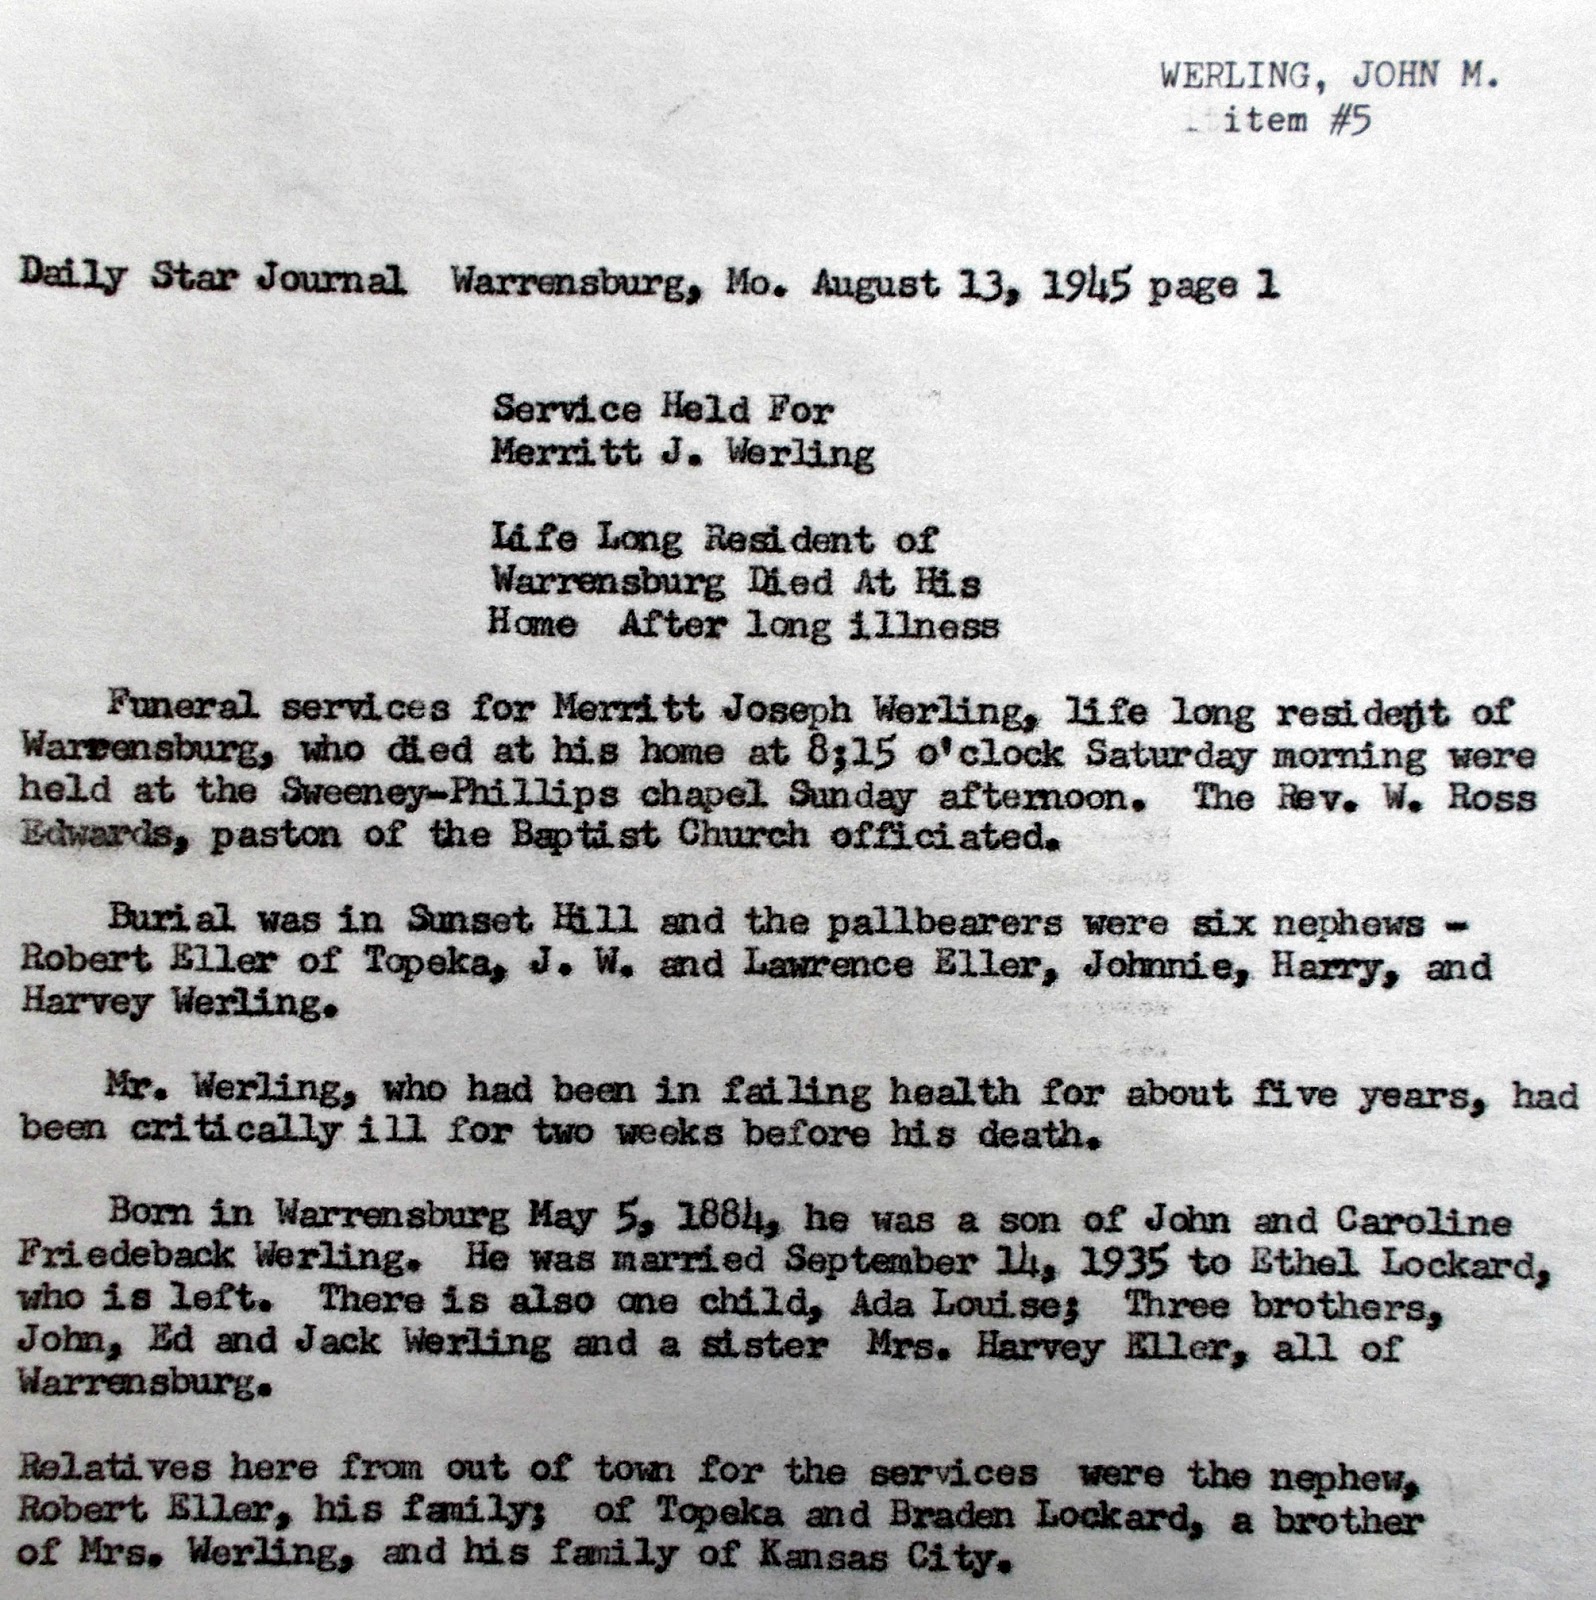 WERLING, JOHN M.
item #5
Daily Star Journal Warrensburg, Mo. August 13, 1945 page 1
Service Held For
Merritt J. Werling
Life Long Resident of
Warrensburg Died At His
Home After long illness
Funeral services for Merritt Joseph Werling, life long resident of
Warrensburg, who died at his home at 8;15 o'clock Saturday morning were
held at the Sweeney-Phillips chapel Sunday afternoon. The Rev. W. Ross
Edwards, paston of the Baptist Church officiated.
Burial was in Sunset Hill and the pallbearers were six nephews -
Robert Eller of Topeka, J. W. and Lawrence Eller, Johnnie, Harry, and
Harvey Werling.
Mr. Werling, who had been in failing health for about five years, had
been critically ill for two weeks before his death.
Born in Warrensburg May 5, 1884, he was a son of John and Caroline
Friedeback Werling. He was married September 14, 1935 to Ethel Lockard,
who is left. There is also one child, Ada Louise; Three brothers,
John, Ed and Jack Werling and a sister Mrs. Harvey Eller, all of
Warrensburg.
Relatives here from out of town for the services were the nephew,
Robert Eller, his family; of Topeka and Braden Lockard, a brother
of Mrs. Werling, and his family of Kansas City.